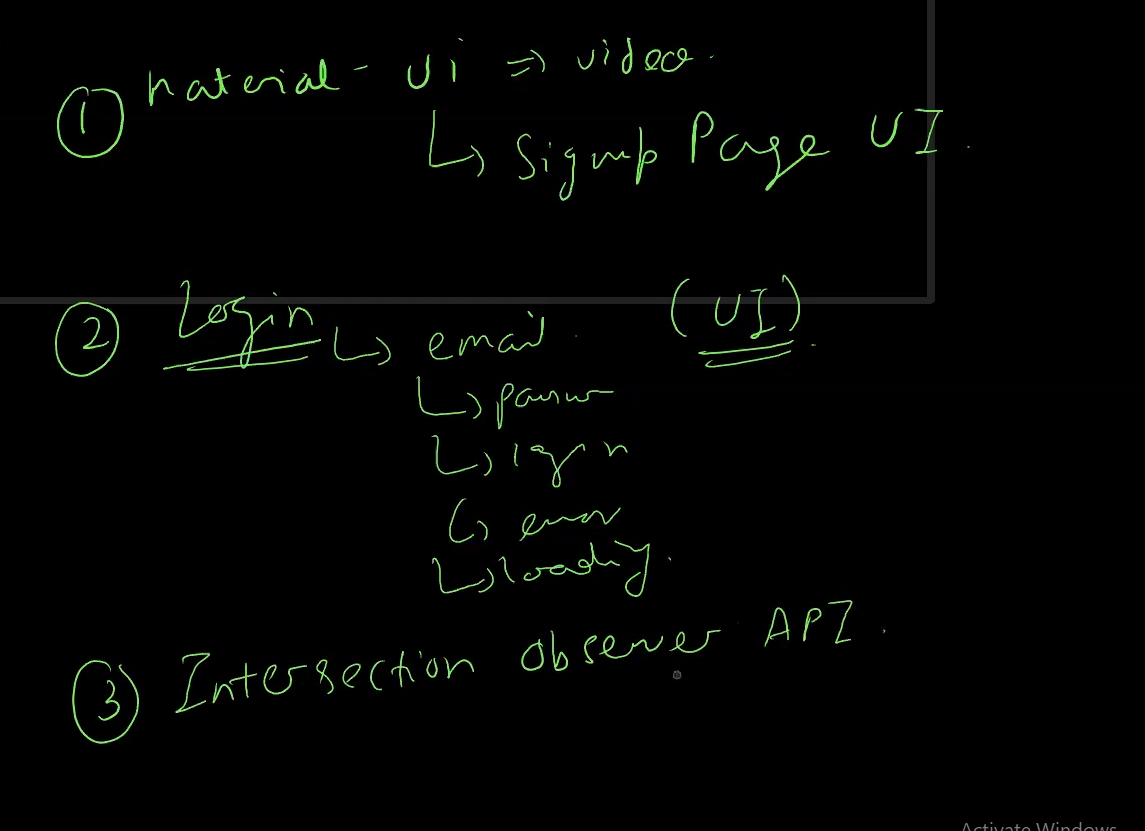 ① material-ui ⇒ video.
↳ Signup Page UI.
② Login ↳ email. (UI).
↳ passw
↳ login
↳ error
↳ loading.
③ Intersection Observer API.
Activate Windows